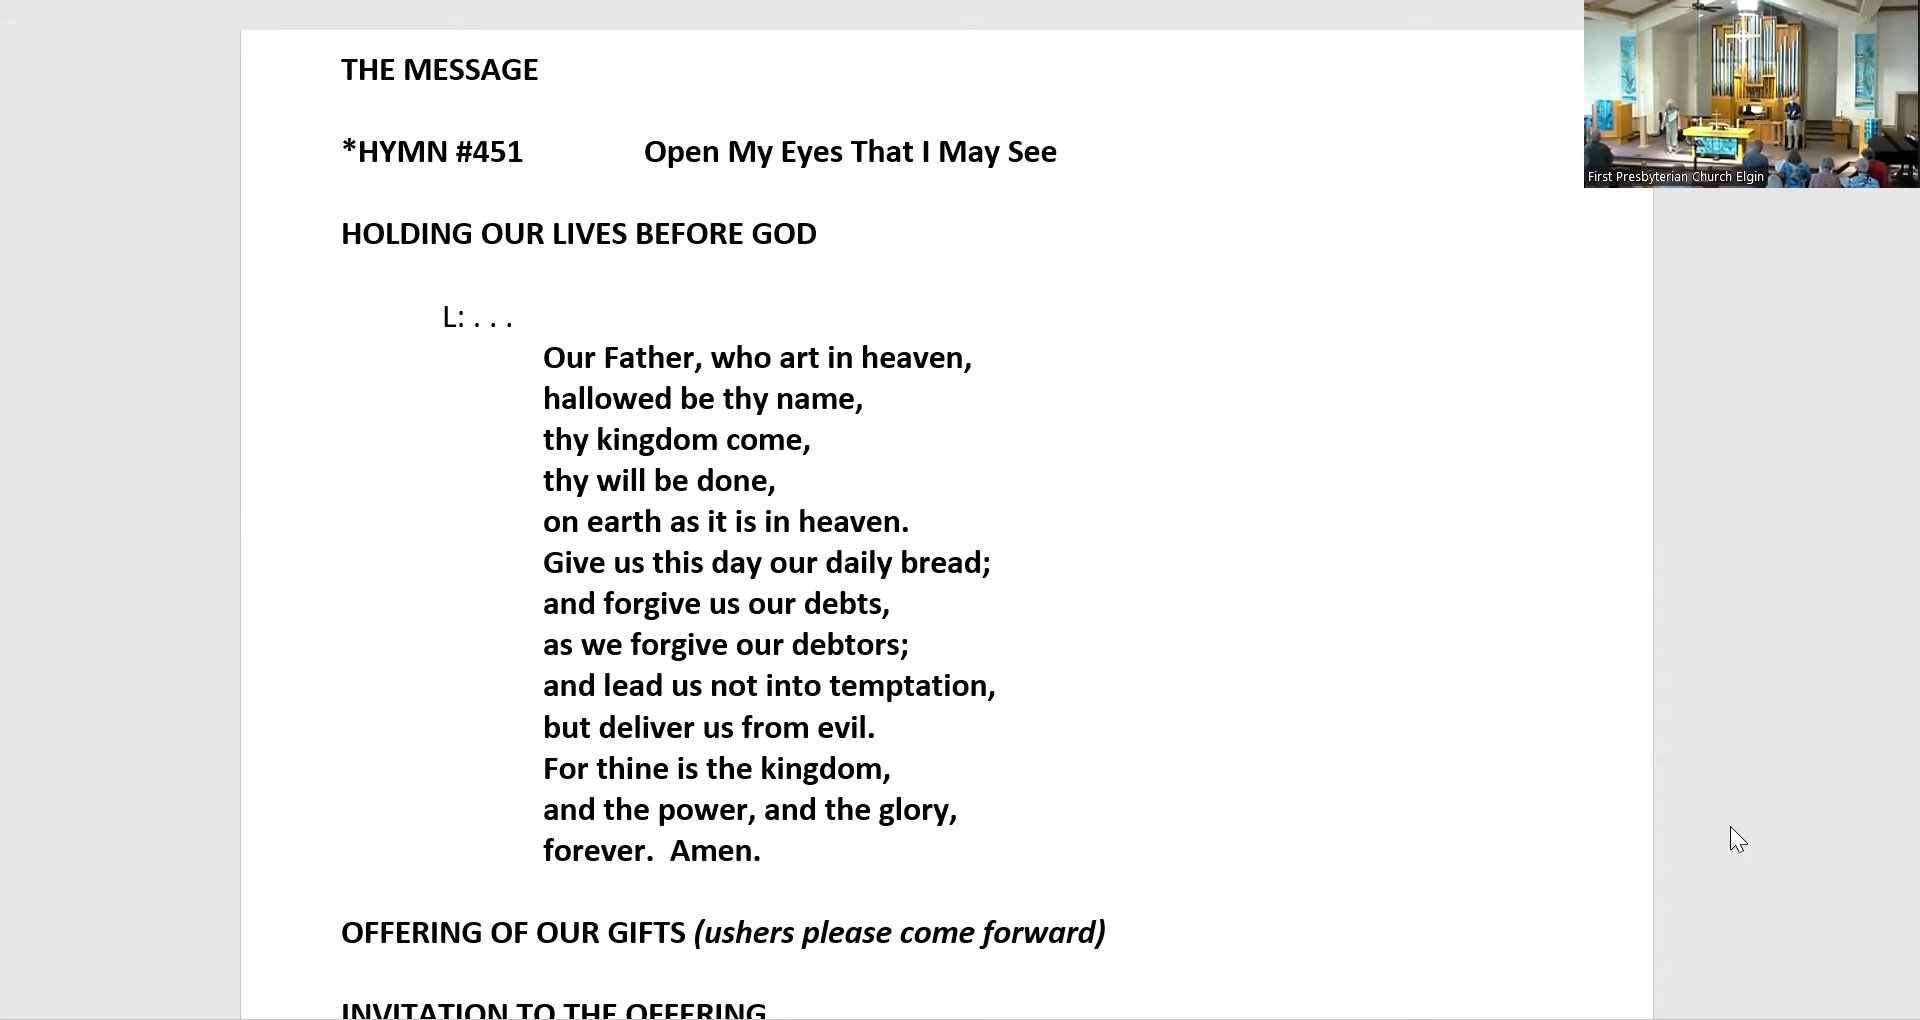 THE MESSAGE
*HYMN #451 Open My Eyes That I May See
HOLDING OUR LIVES BEFORE GOD
L: . . .
Our Father, who art in heaven,
hallowed be thy name,
thy kingdom come,
thy will be done,
on earth as it is in heaven.
Give us this day our daily bread;
and forgive us our debts,
as we forgive our debtors;
and lead us not into temptation,
but deliver us from evil.
For thine is the kingdom,
and the power, and the glory,
forever.  Amen.
OFFERING OF OUR GIFTS (ushers please come forward)
INVITATION TO THE OFFERING
First Presbyterian Church Elgin